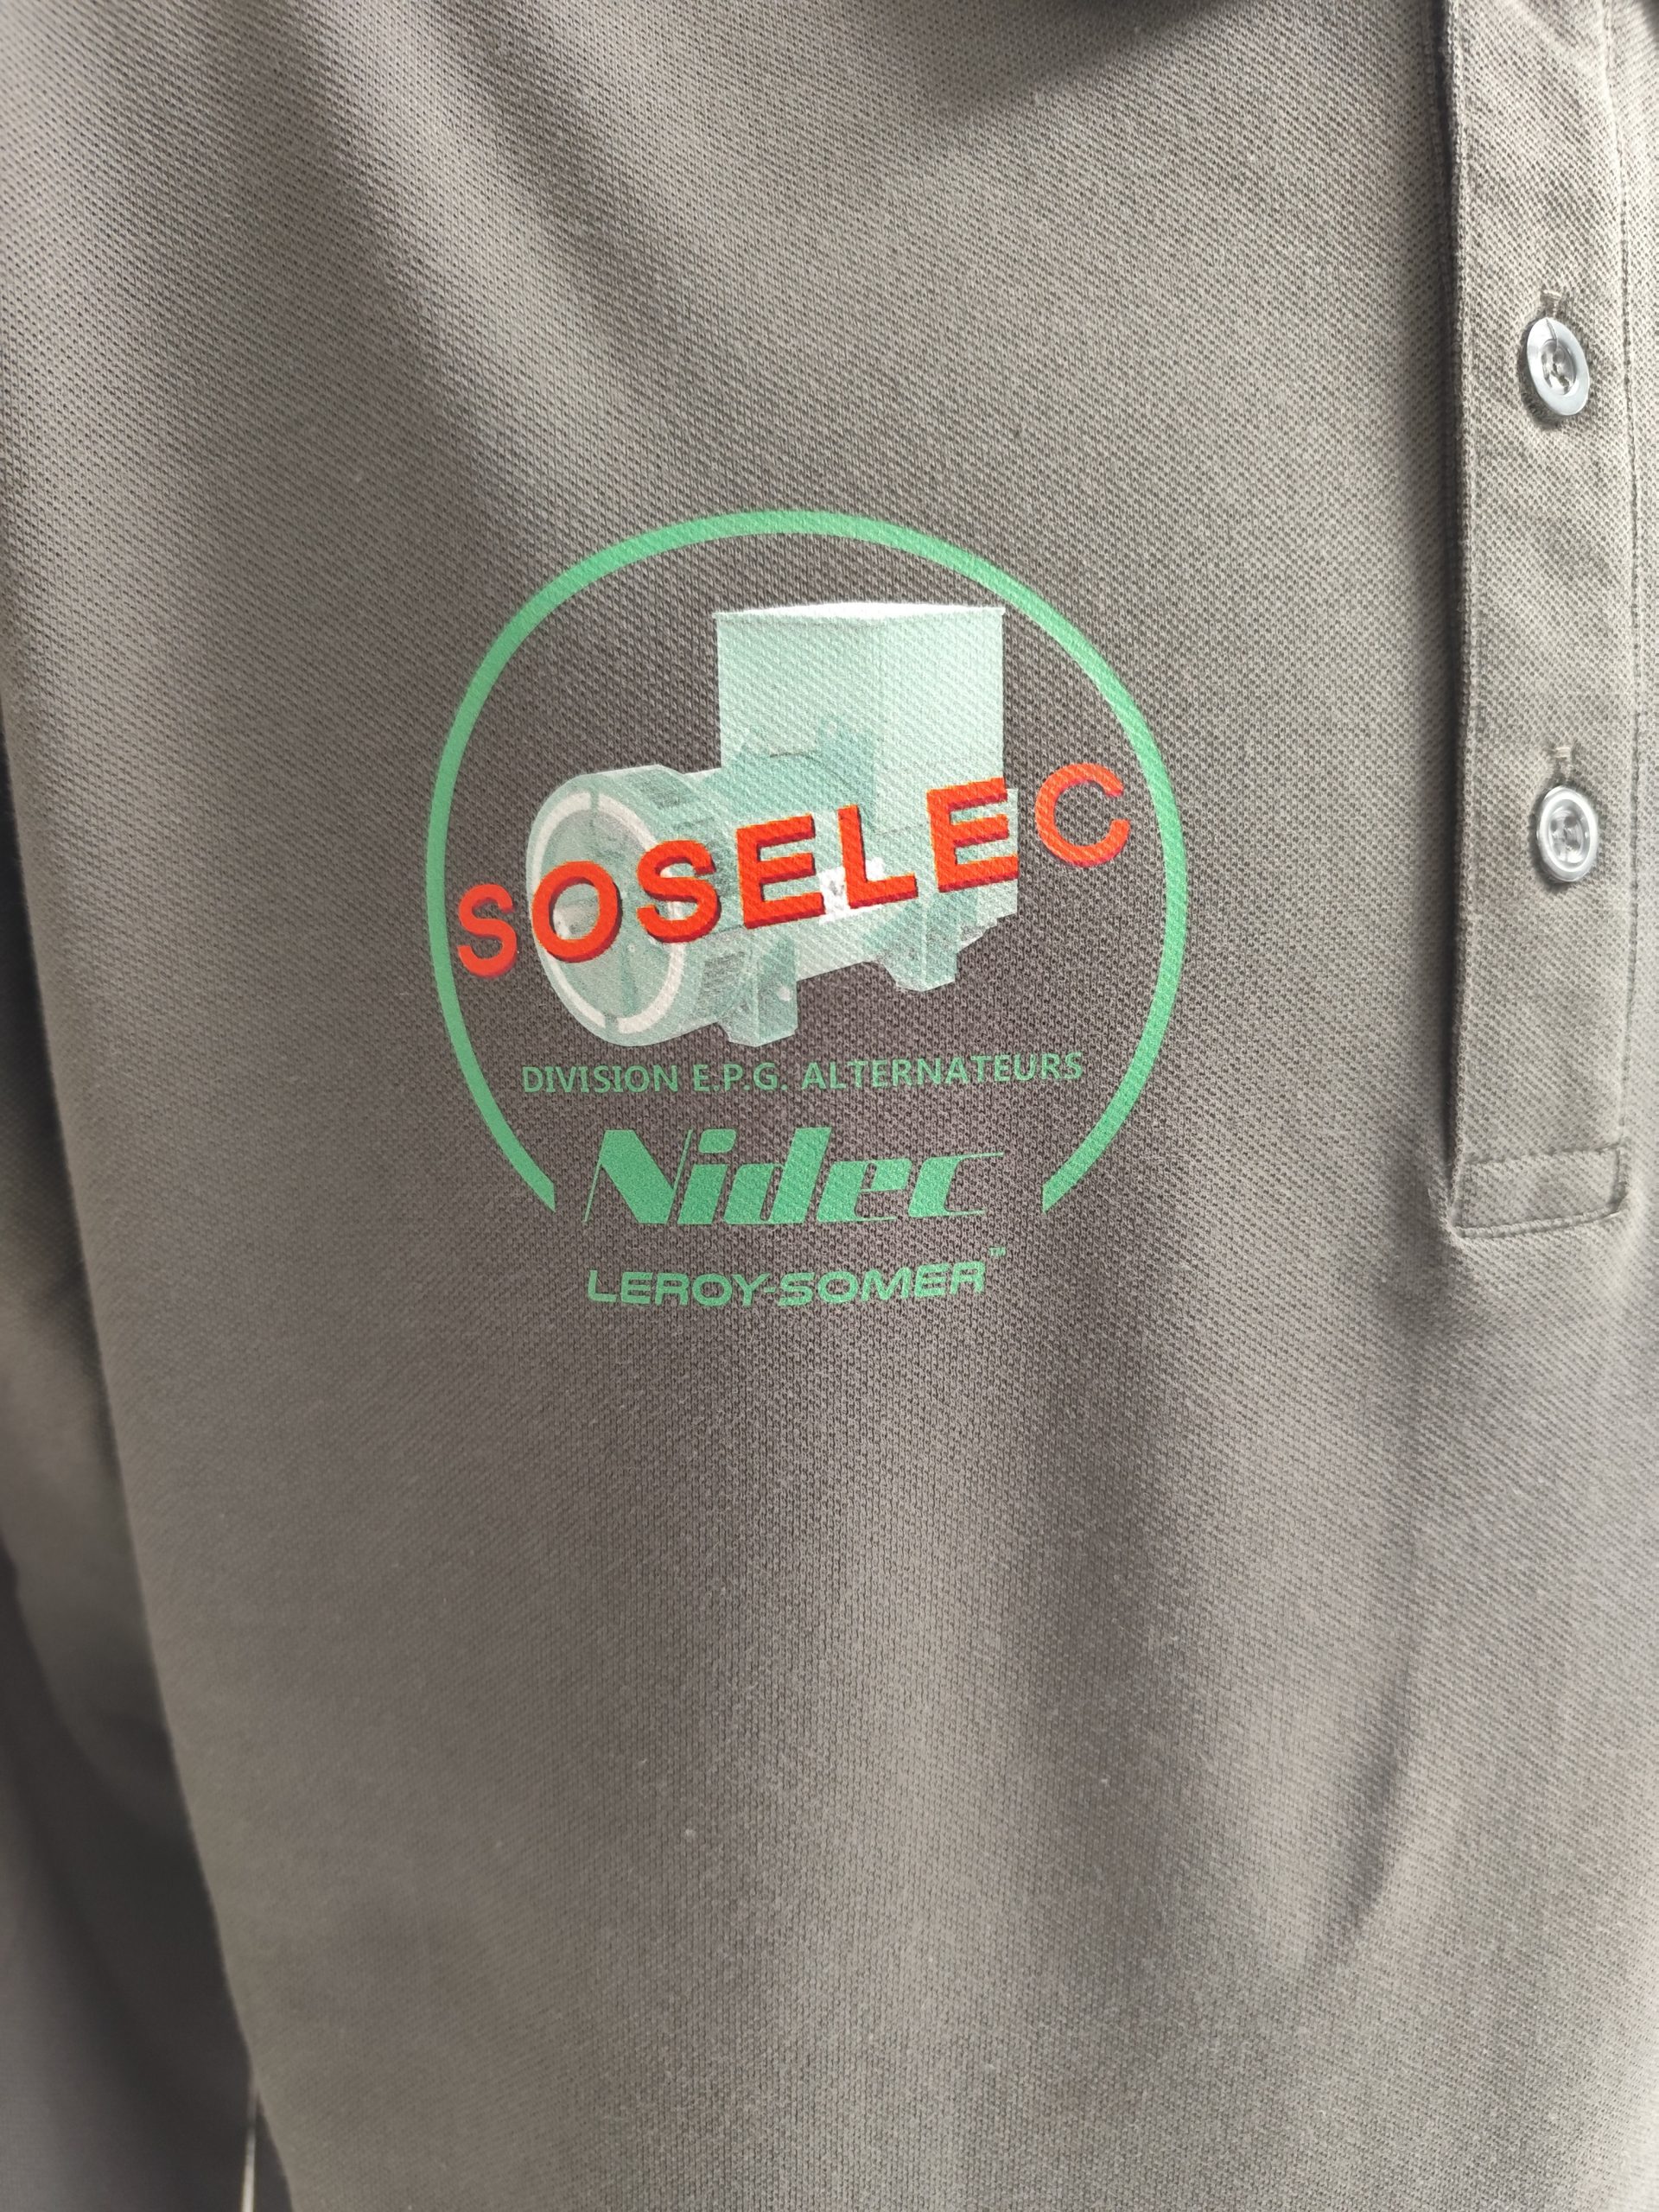 SOSELEC
DIVISION E.P.G. ALTERNATEURS
Nidec
LEROY-SOMER™